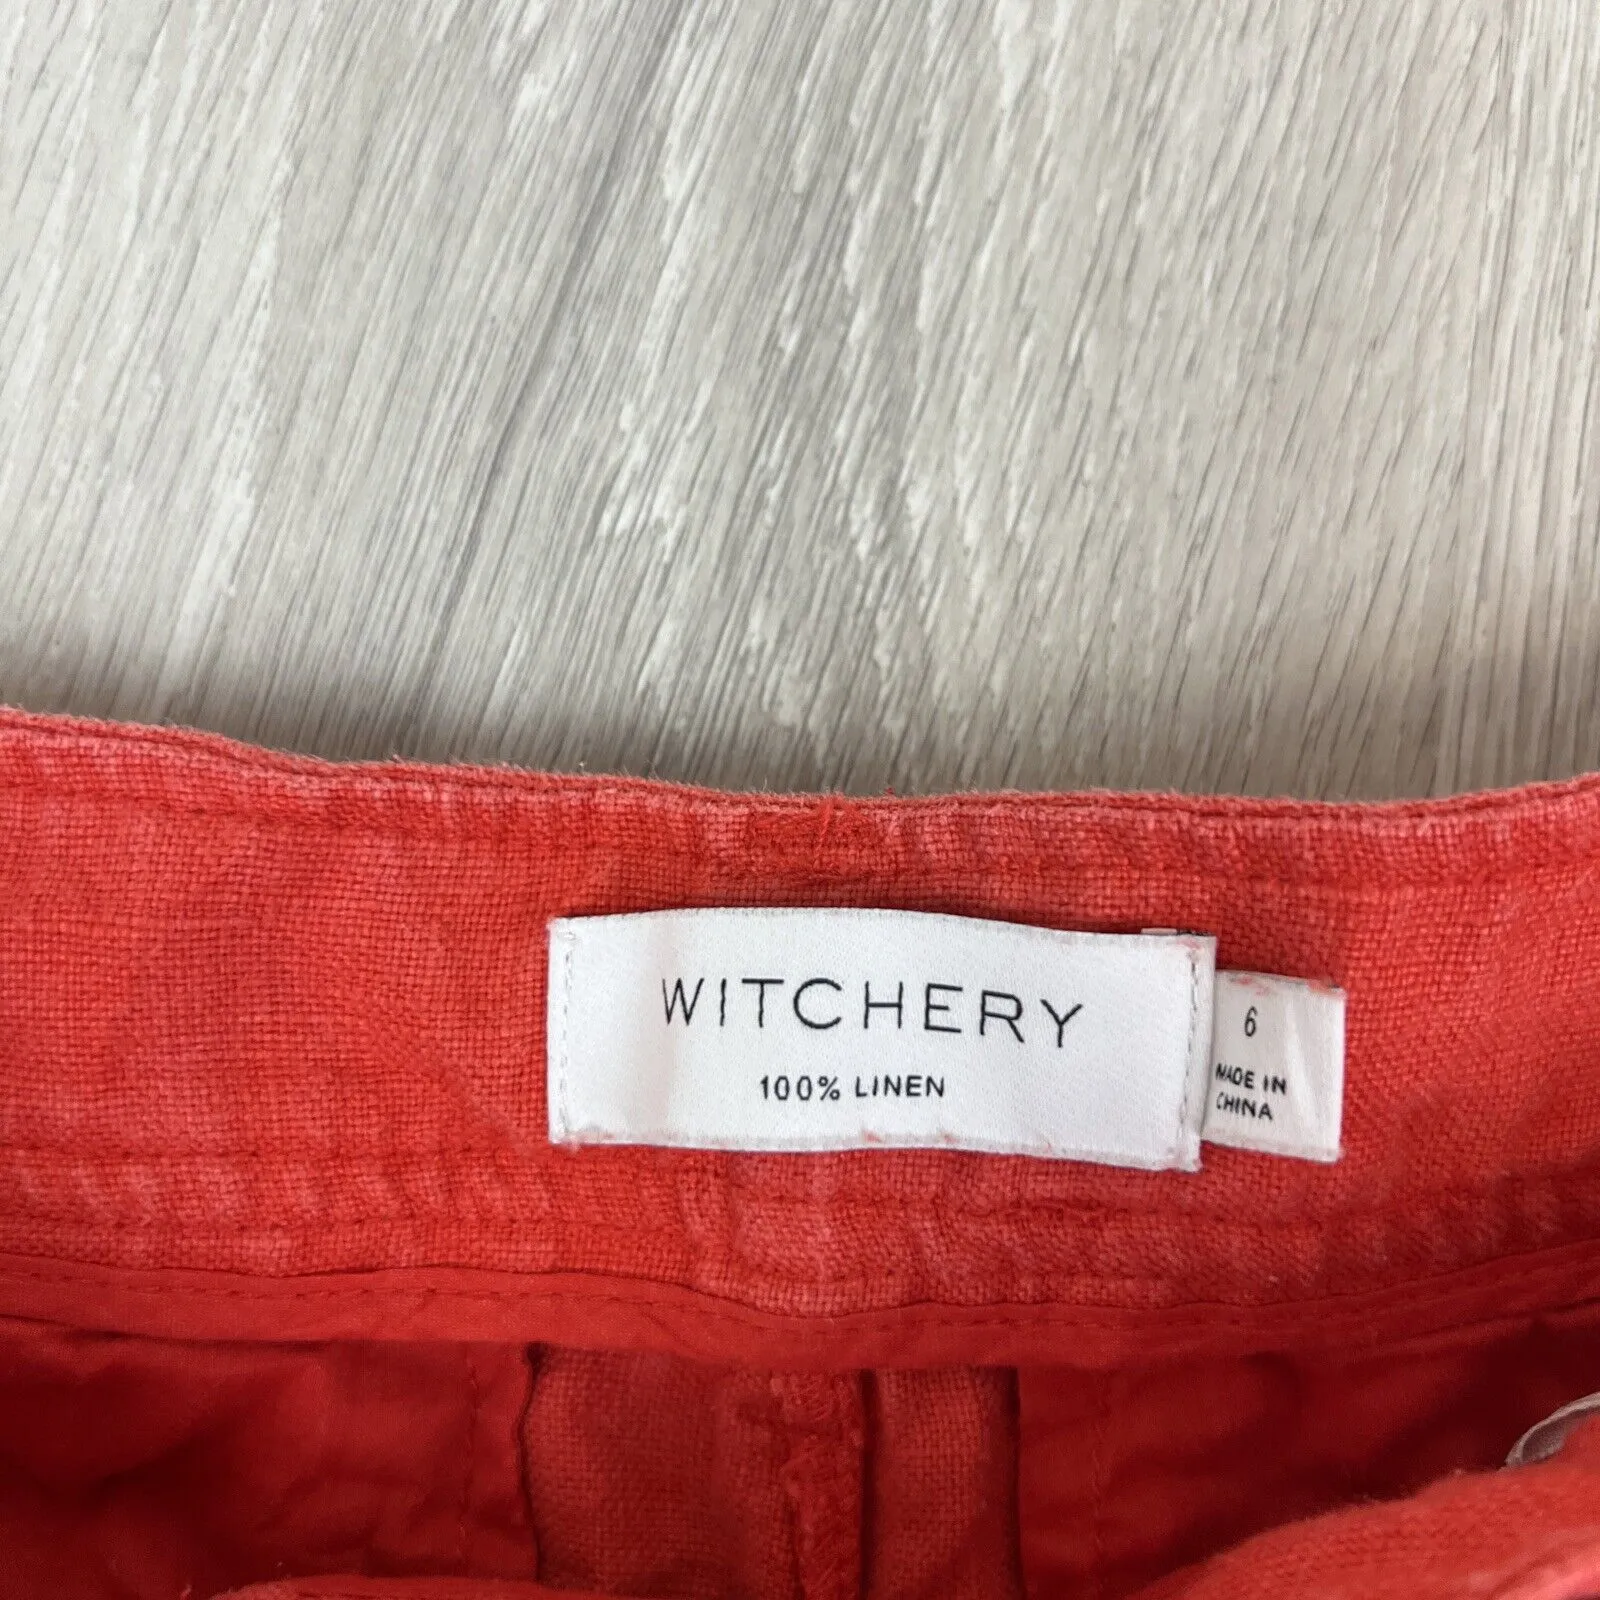 WITCHERY
100% LINEN
6
MADE IN
CHINA